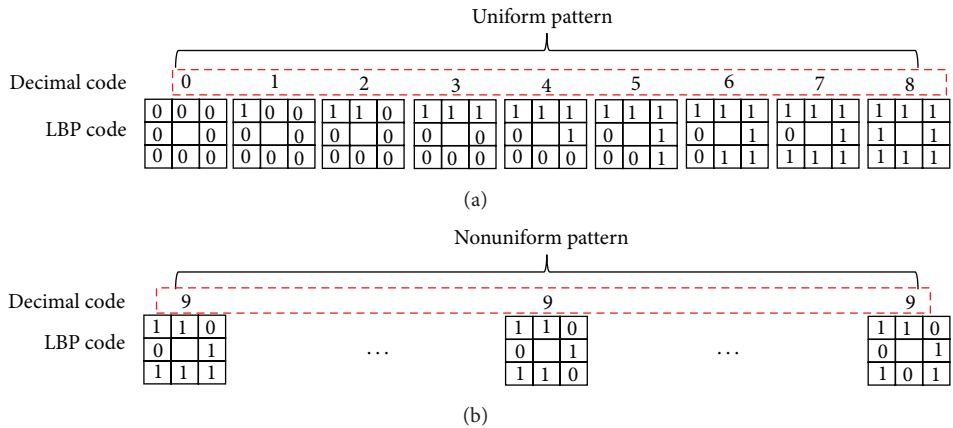 Uniform pattern
Decimal code 0 1 2 3 4 5 6 7 8
LBP code
0 0 0 1 0 0 1 1 0 1 1 1 1 1 1 1 1 1 1 1 1 1 1 1 1 1 1
0 0 0 0 0 0 0 0 0 1 0 1 0 1 0 1 1 1
0 0 0 0 0 0 0 0 0 0 0 0 0 0 0 0 0 1 0 1 1 1 1 1 1 1 1
(a)
Nonuniform pattern
Decimal code 9 9 9
LBP code
1 1 0 1 1 0 1 1 0
0 1 ... 0 1 ... 0 1
1 1 1 1 1 0 1 0 1
(b)